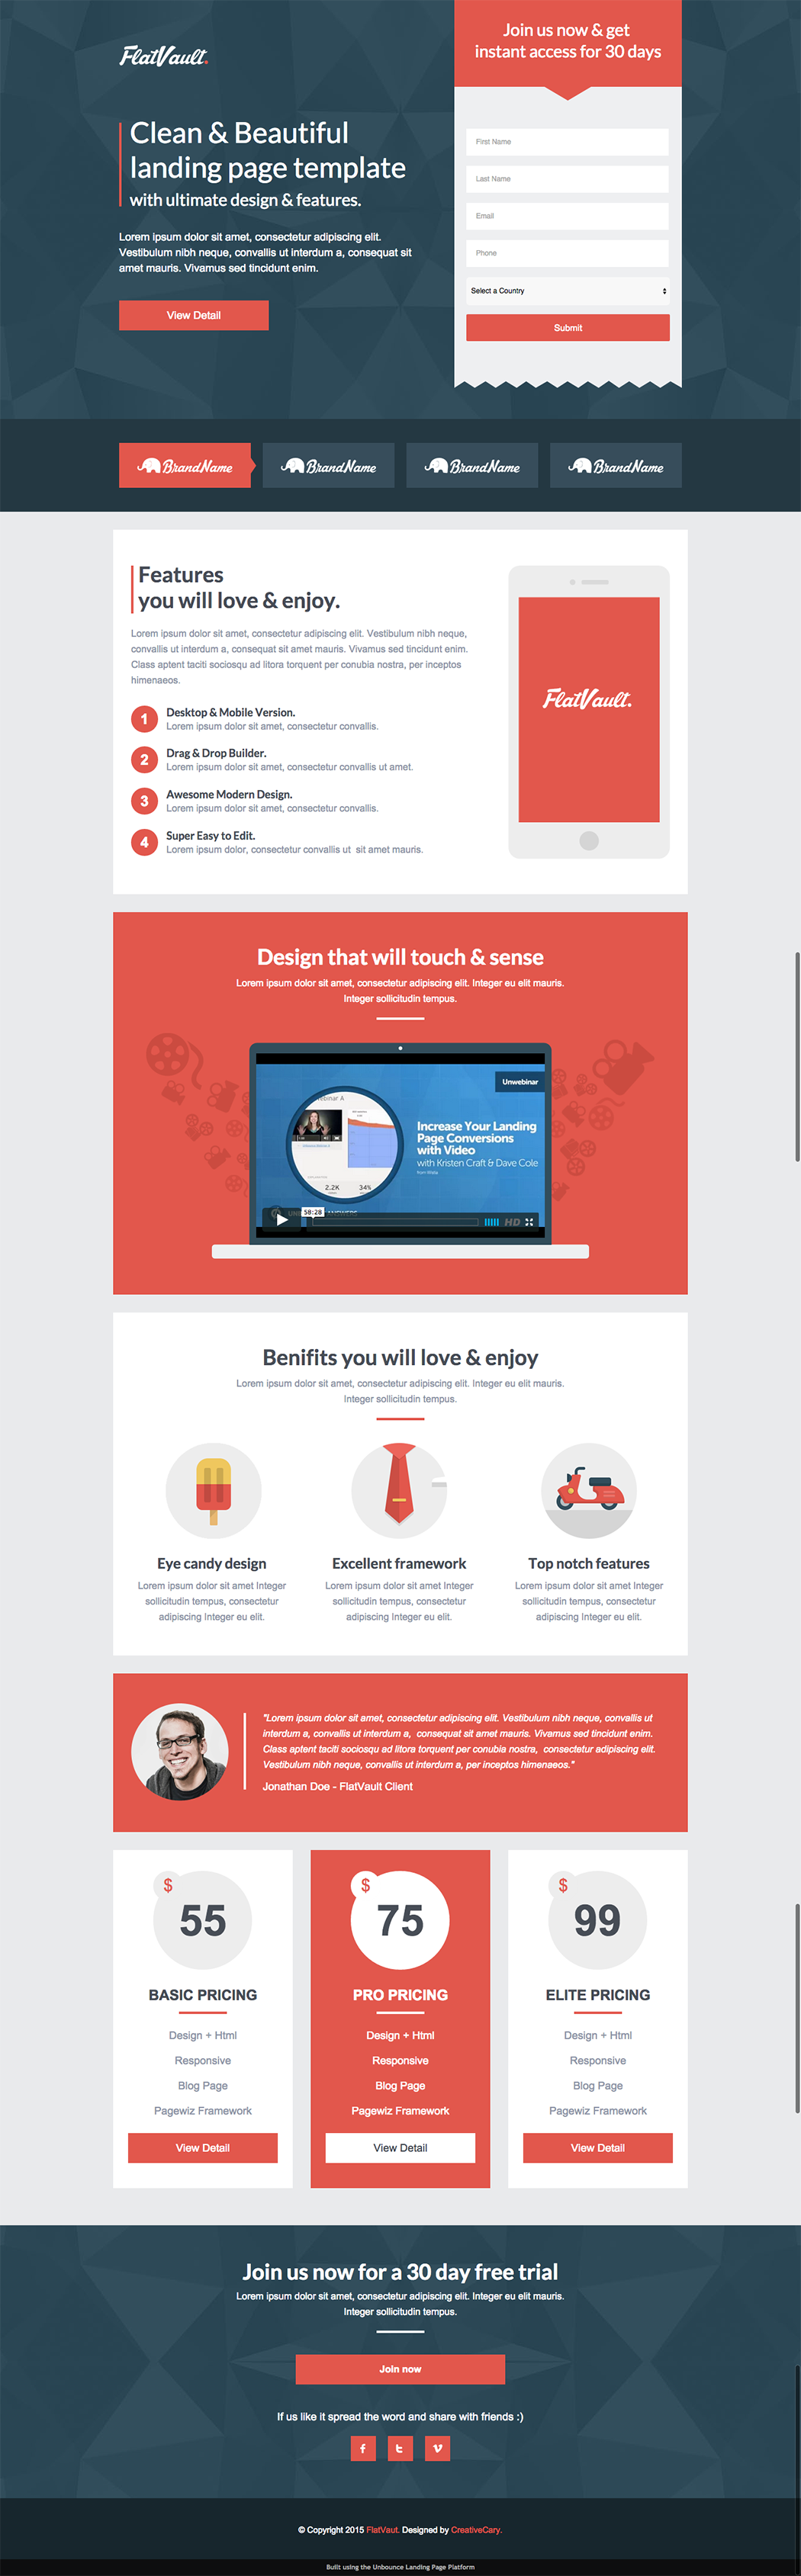 FlatVault.
Join us now & get
instant access for 30 days
Clean & Beautiful
landing page template
with ultimate design & features.
Lorem ipsum dolor sit amet, consectetur adipiscing elit.
Vestibulum nibh neque, convallis ut interdum a, consequat sit
amet mauris. Vivamus sed tincidunt enim.
View Detail
First Name
Last Name
Email
Phone
Select a Country
Submit
BrandName
BrandName
BrandName
BrandName
Features
you will love & enjoy.
Lorem ipsum dolor sit amet, consectetur adipiscing elit. Vestibulum nibh neque,
convallis ut interdum a, consequat sit amet mauris. Vivamus sed tincidunt enim.
Class aptent taciti sociosqu ad litora torquent per conubia nostra, per inceptos
himenaeos.
1
Desktop & Mobile Version.
Lorem ipsum dolor sit amet, consectetur convallis.
2
Drag & Drop Builder.
Lorem ipsum dolor sit amet, consectetur convallis ut amet.
3
Awesome Modern Design.
Lorem ipsum dolor sit amet, consectetur convallis.
4
Super Easy to Edit.
Lorem ipsum dolor, consectetur convallis ut sit amet mauris.
FlatVault.
Design that will touch & sense
Lorem ipsum dolor sit amet, consectetur adipiscing elit. Integer eu elit mauris.
Integer sollicitudin tempus.
Unwebinar
ebinar A
Increase Your Landing
Page Conversions
with Video
with Kristen Craft & Dave Cole
2.2K
34%
58:28
ANSWERS
HD
Benifits you will love & enjoy
Lorem ipsum dolor sit amet, consectetur adipiscing elit. Integer eu elit mauris.
Integer sollicitudin tempus.
Eye candy design
Lorem ipsum dolor sit amet Integer
sollicitudin tempus, consectetur
adipiscing Integer eu elit.
Excellent framework
Lorem ipsum dolor sit amet Integer
sollicitudin tempus, consectetur
adipiscing Integer eu elit.
Top notch features
Lorem ipsum dolor sit amet Integer
sollicitudin tempus, consectetur
adipiscing Integer eu elit.
"Lorem ipsum dolor sit amet, consectetur adipiscing elit. Vestibulum nibh neque, convallis ut
interdum a, convallis ut interdum a, consequat sit amet mauris. Vivamus sed tincidunt enim.
Class aptent taciti sociosqu ad litora torquent per conubia nostra, consectetur adipiscing elit.
Vestibulum nibh neque, convallis ut interdum a, per inceptos himenaeos."
Jonathan Doe - FlatVault Client
$
55
BASIC PRICING
Design + Html
Responsive
Blog Page
Pagewiz Framework
View Detail
$
75
PRO PRICING
Design + Html
Responsive
Blog Page
Pagewiz Framework
View Detail
$
99
ELITE PRICING
Design + Html
Responsive
Blog Page
Pagewiz Framework
View Detail
Join us now for a 30 day free trial
Lorem ipsum dolor sit amet, consectetur adipiscing elit. Integer eu elit mauris.
Integer sollicitudin tempus.
Join now
If us like it spread the word and share with friends :)
© Copyright 2015 FlatVaut. Designed by CreativeCary.
Built using the Unbounce Landing Page Platform